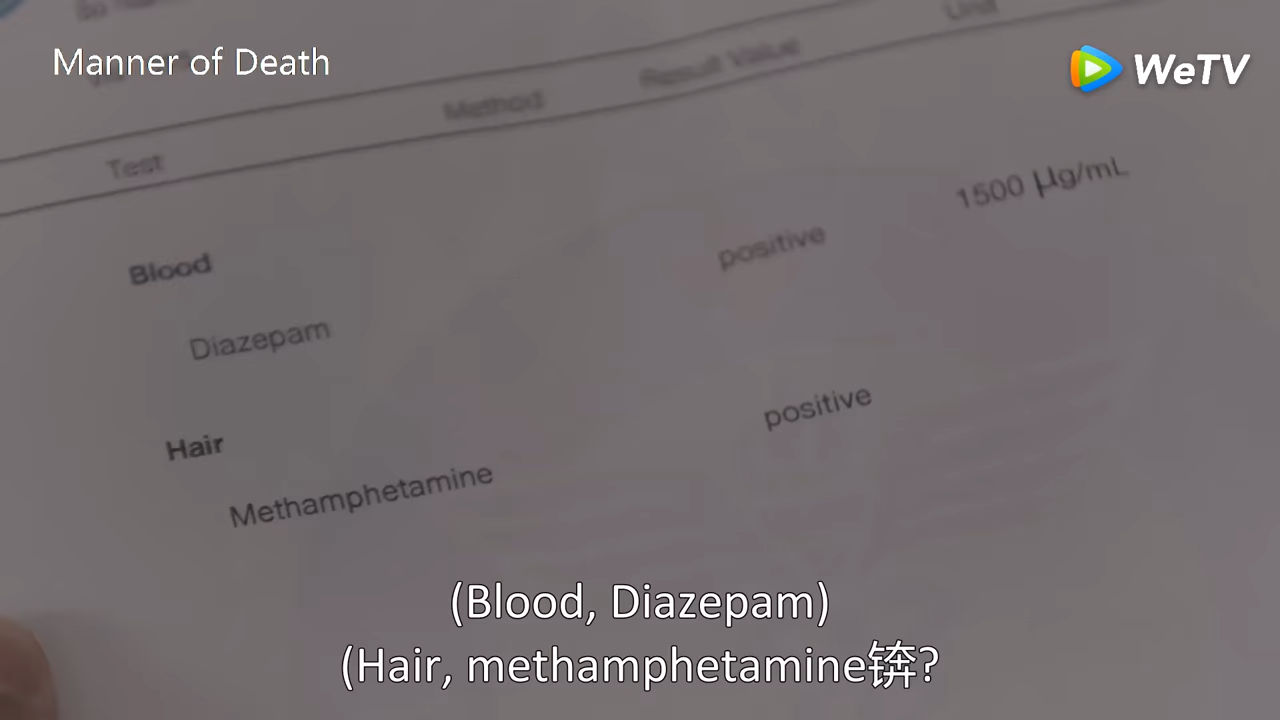 Manner of Death
WeTV
Unit
Test Method Result Value
Blood positive 1500 µg/mL
Diazepam
Hair positive
Methamphetamine
(Blood, Diazepam)
(Hair, methamphetamine锛?